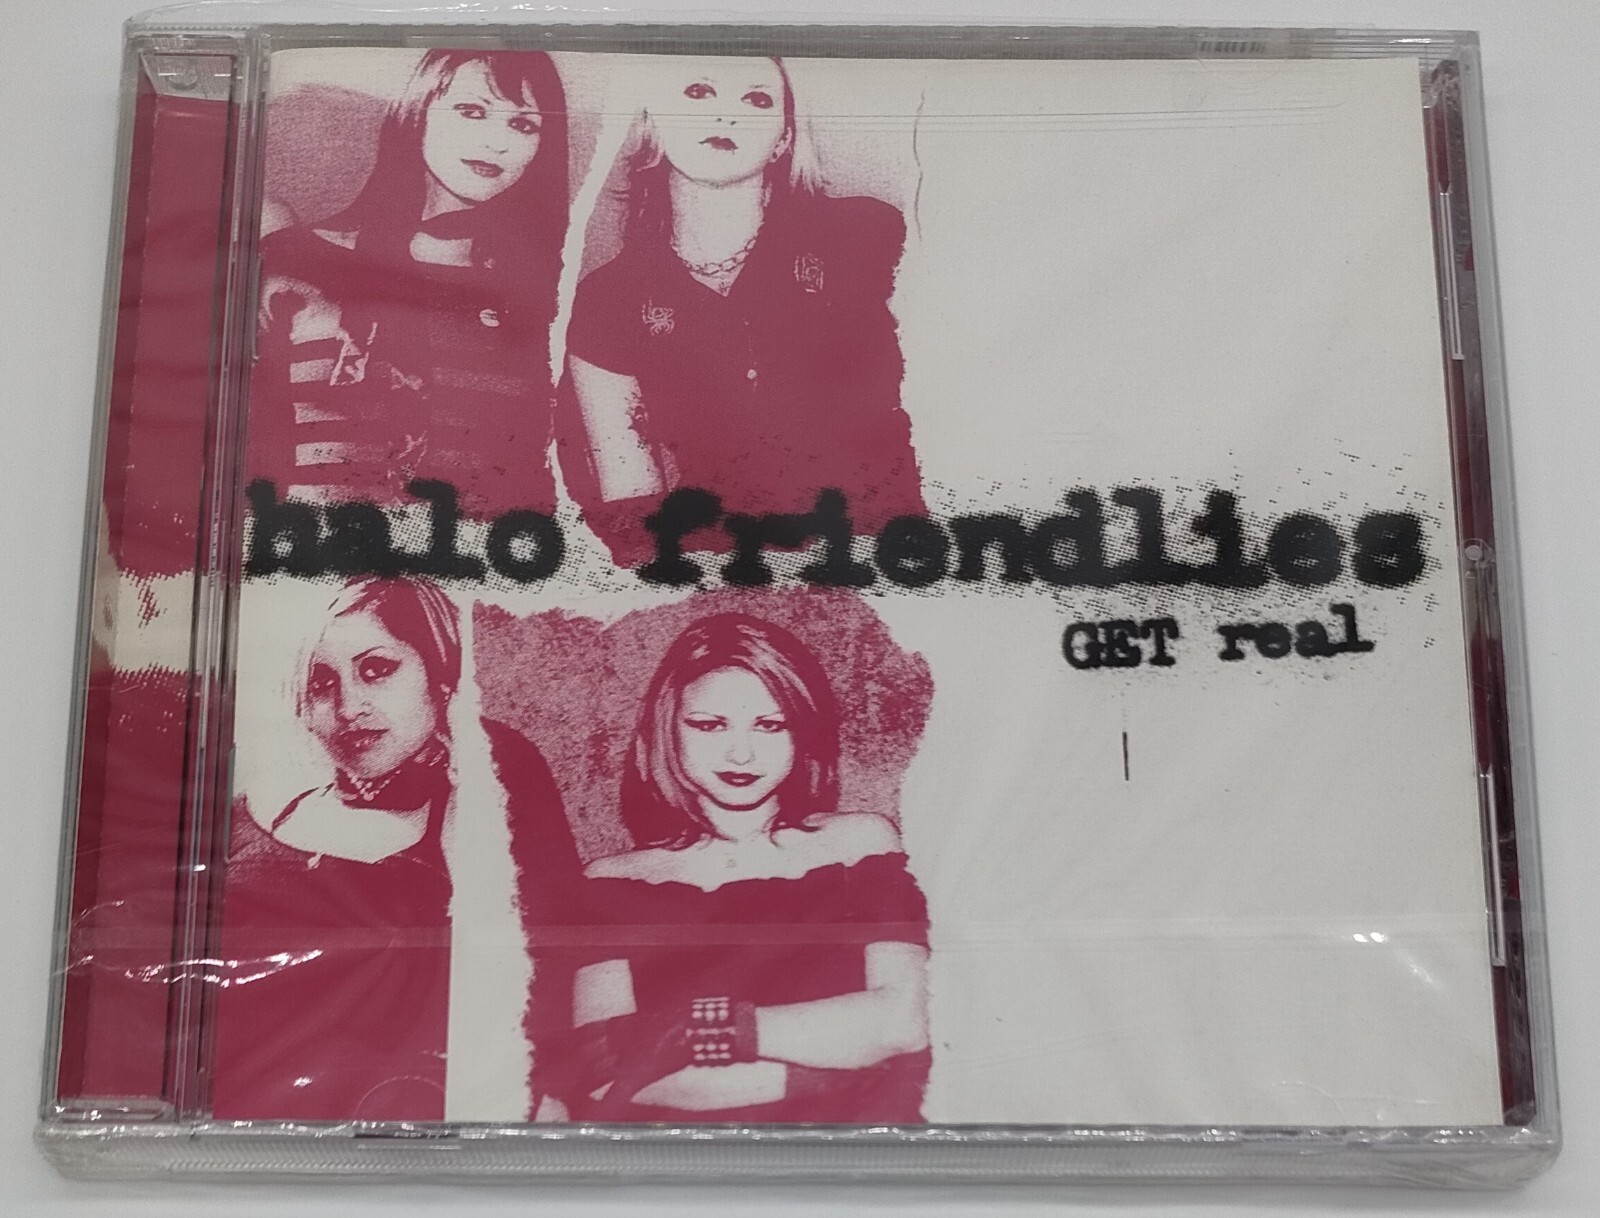 halo friendlies
GET real